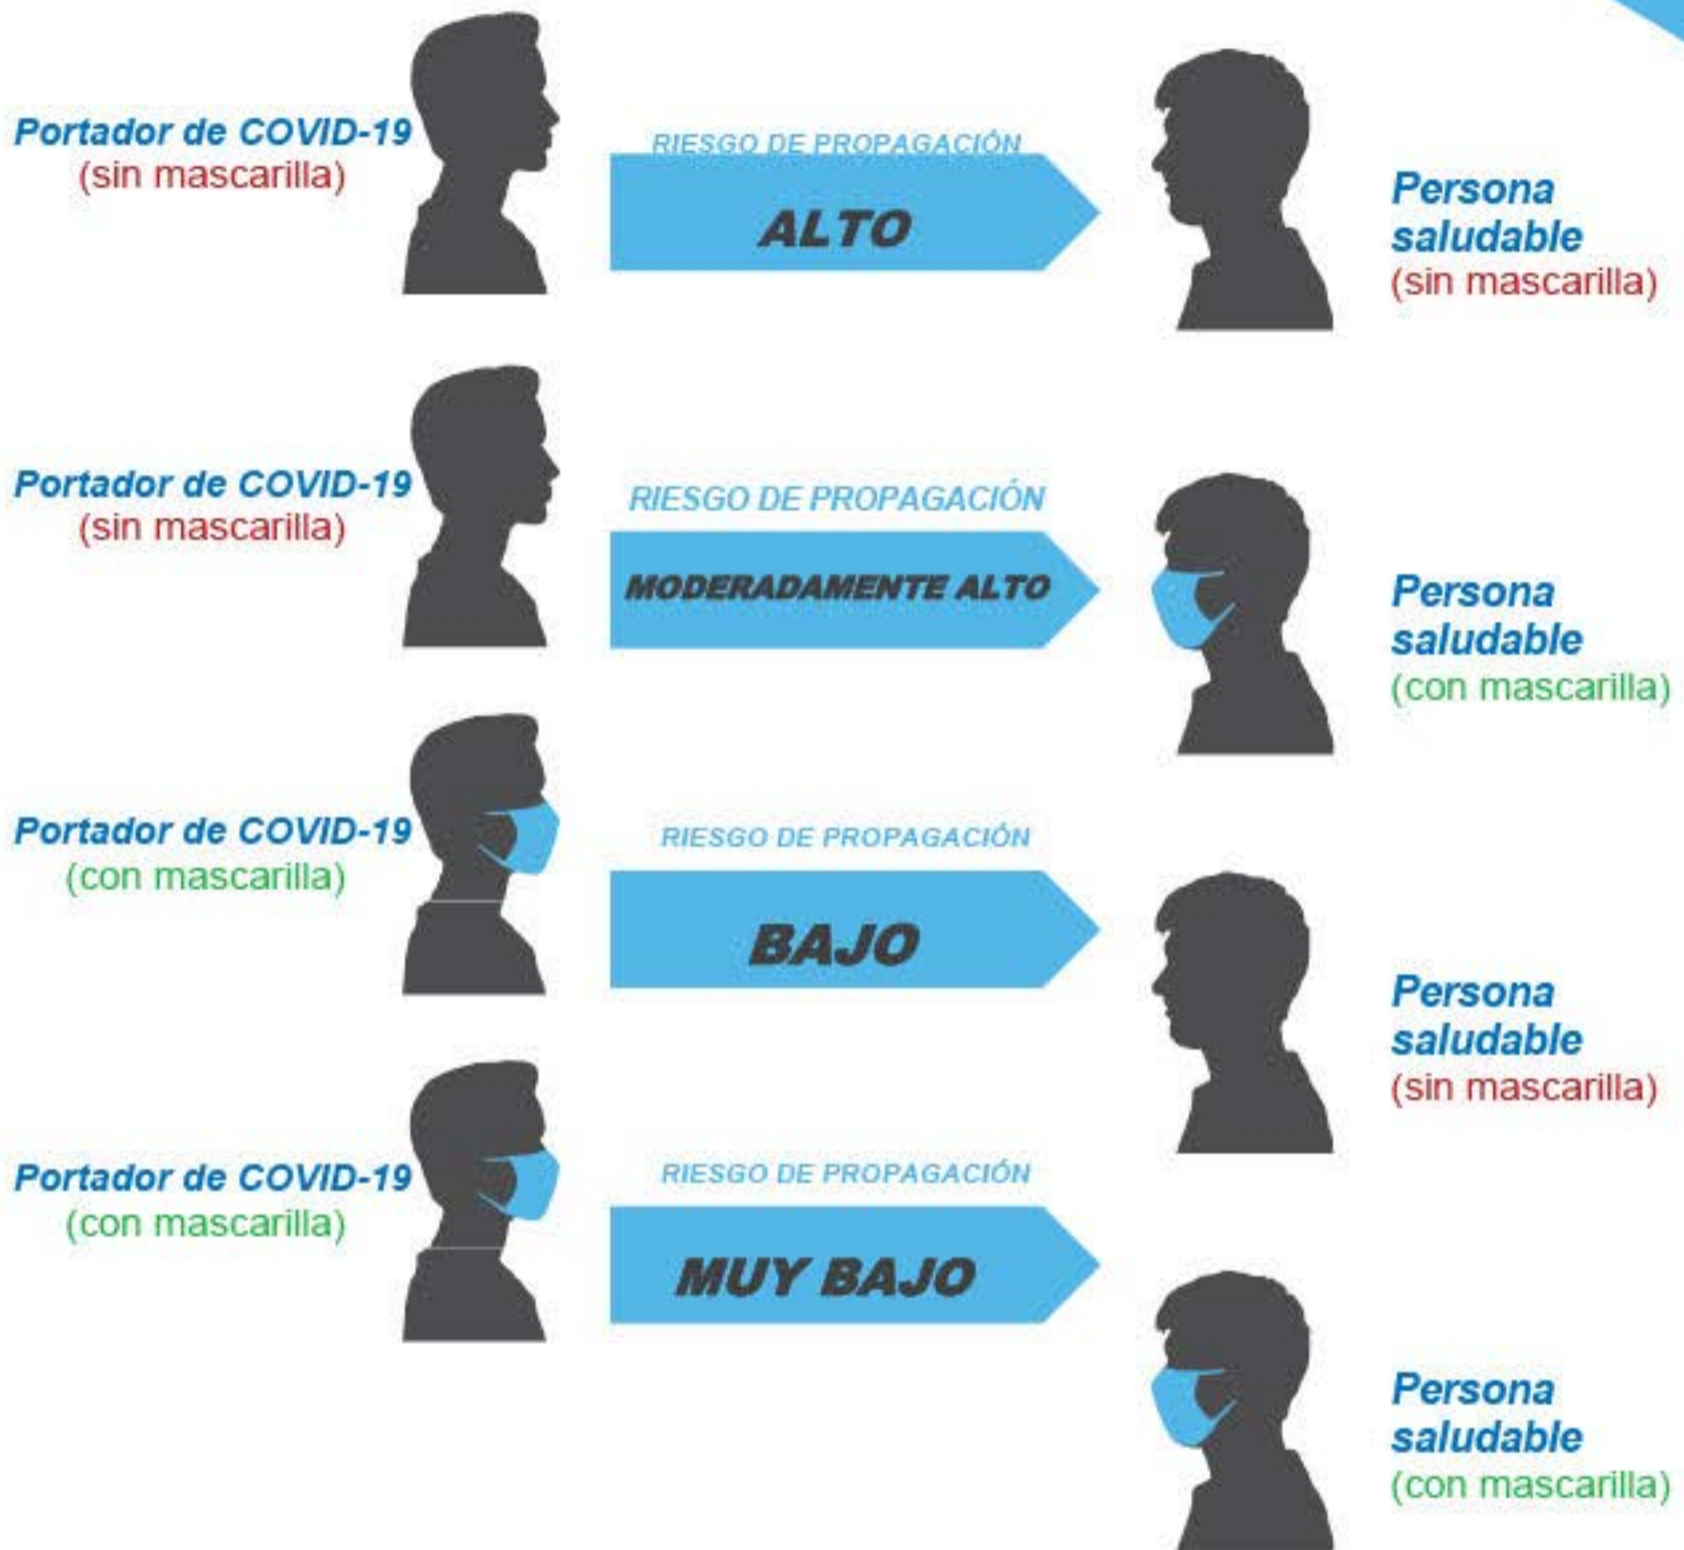 Portador de COVID-19
(sin mascarilla)
RIESGO DE PROPAGACIÓN
ALTO
Persona
saludable
(sin mascarilla)
Portador de COVID-19
(sin mascarilla)
RIESGO DE PROPAGACIÓN
MODERADAMENTE ALTO
Persona
saludable
(con mascarilla)
Portador de COVID-19
(con mascarilla)
RIESGO DE PROPAGACIÓN
BAJO
Persona
saludable
(sin mascarilla)
Portador de COVID-19
(con mascarilla)
RIESGO DE PROPAGACIÓN
MUY BAJO
Persona
saludable
(con mascarilla)